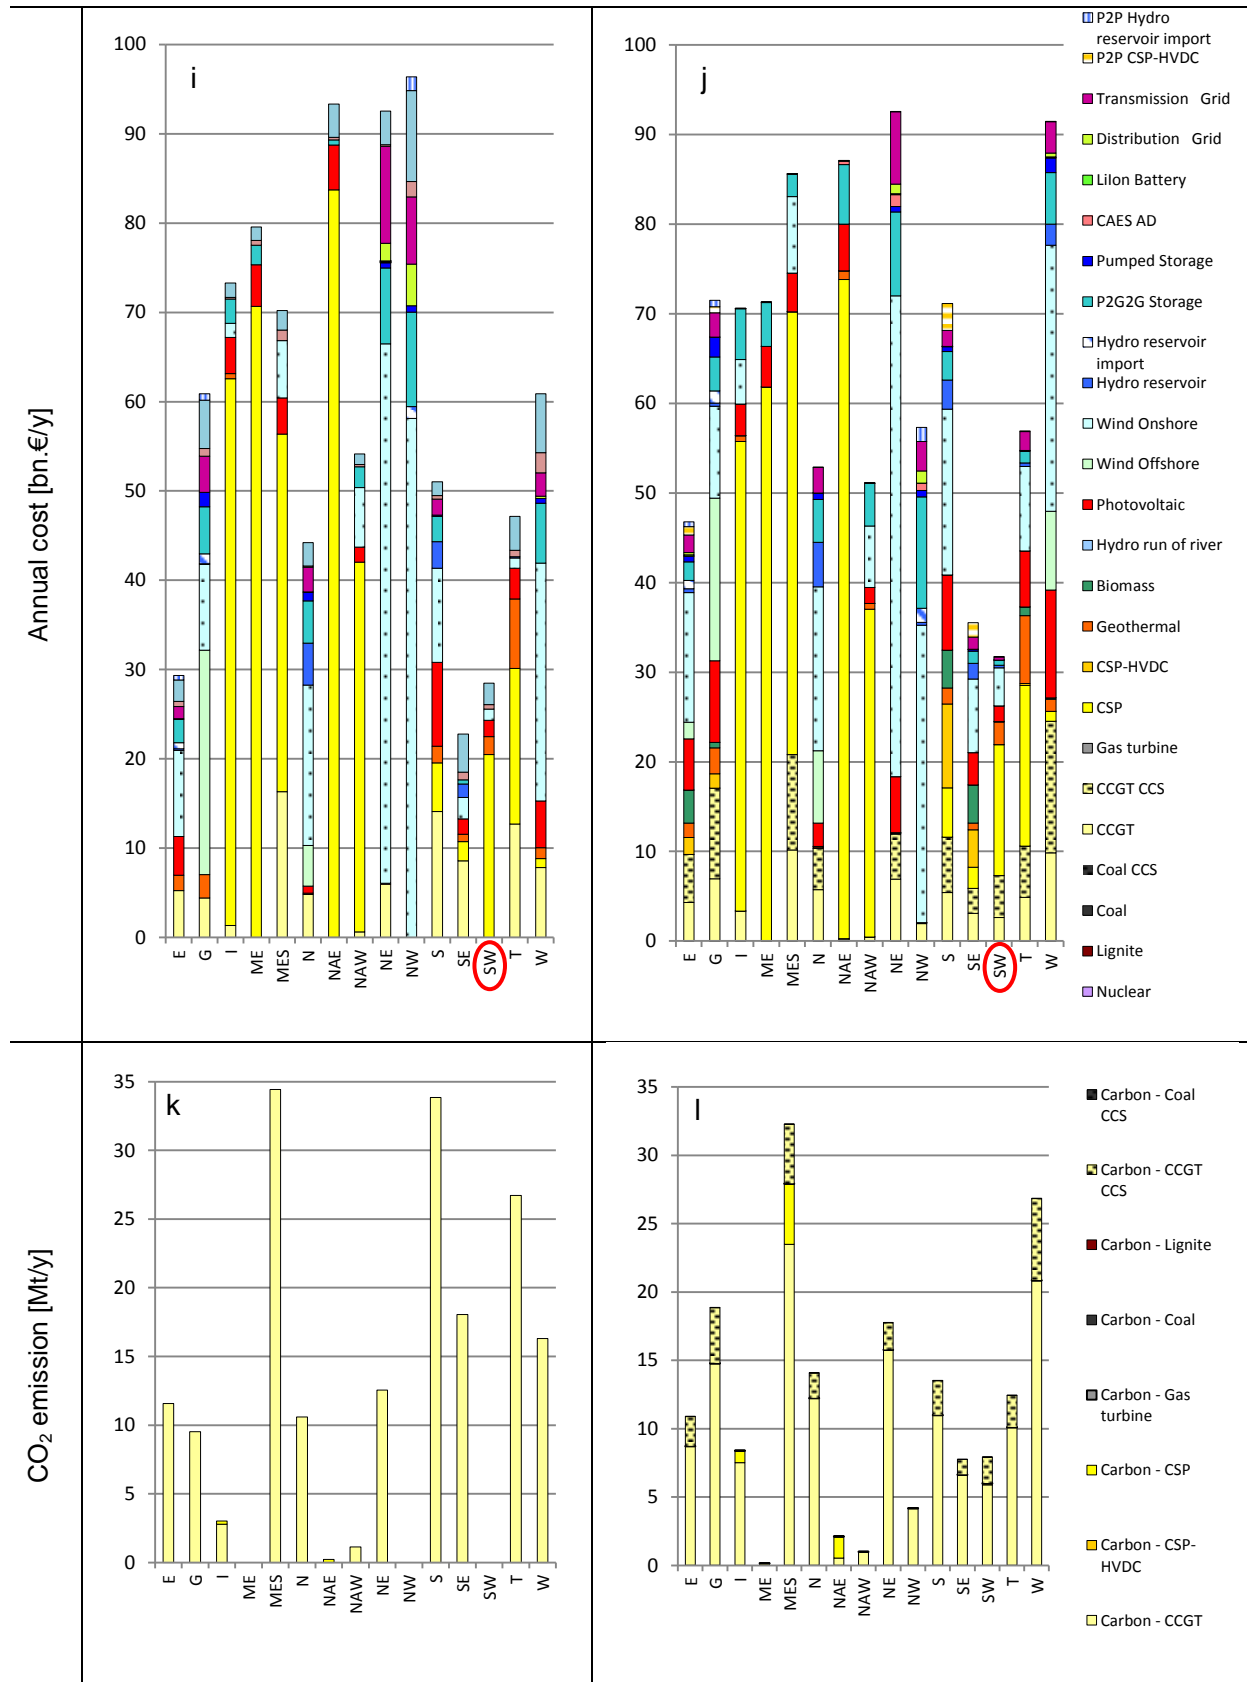 Annual cost [bn.€/y]
i
100
90
80
70
60
50
40
30
20
10
0
E
G
I
ME
MES
N
NAE
NAW
NE
NW
S
SE
SW
T
W
j
100
90
80
70
60
50
40
30
20
10
0
E
G
I
ME
MES
N
NAE
NAW
NE
NW
S
SE
SW
T
W
P2P Hydro
reservoir import
P2P CSP-HVDC
Transmission Grid
Distribution Grid
LiIon Battery
CAES AD
Pumped Storage
P2G2G Storage
Hydro reservoir
import
Hydro reservoir
Wind Onshore
Wind Offshore
Photovoltaic
Hydro run of river
Biomass
Geothermal
CSP-HVDC
CSP
Gas turbine
CCGT CCS
CCGT
Coal CCS
Coal
Lignite
Nuclear
CO₂ emission [Mt/y]
k
35
30
25
20
15
10
5
0
E
G
I
ME
MES
N
NAE
NAW
NE
NW
S
SE
SW
T
W
l
35
30
25
20
15
10
5
0
E
G
I
ME
MES
N
NAE
NAW
NE
NW
S
SE
SW
T
W
Carbon - Coal
CCS
Carbon - CCGT
CCS
Carbon - Lignite
Carbon - Coal
Carbon - Gas
turbine
Carbon - CSP
Carbon - CSP-
HVDC
Carbon - CCGT